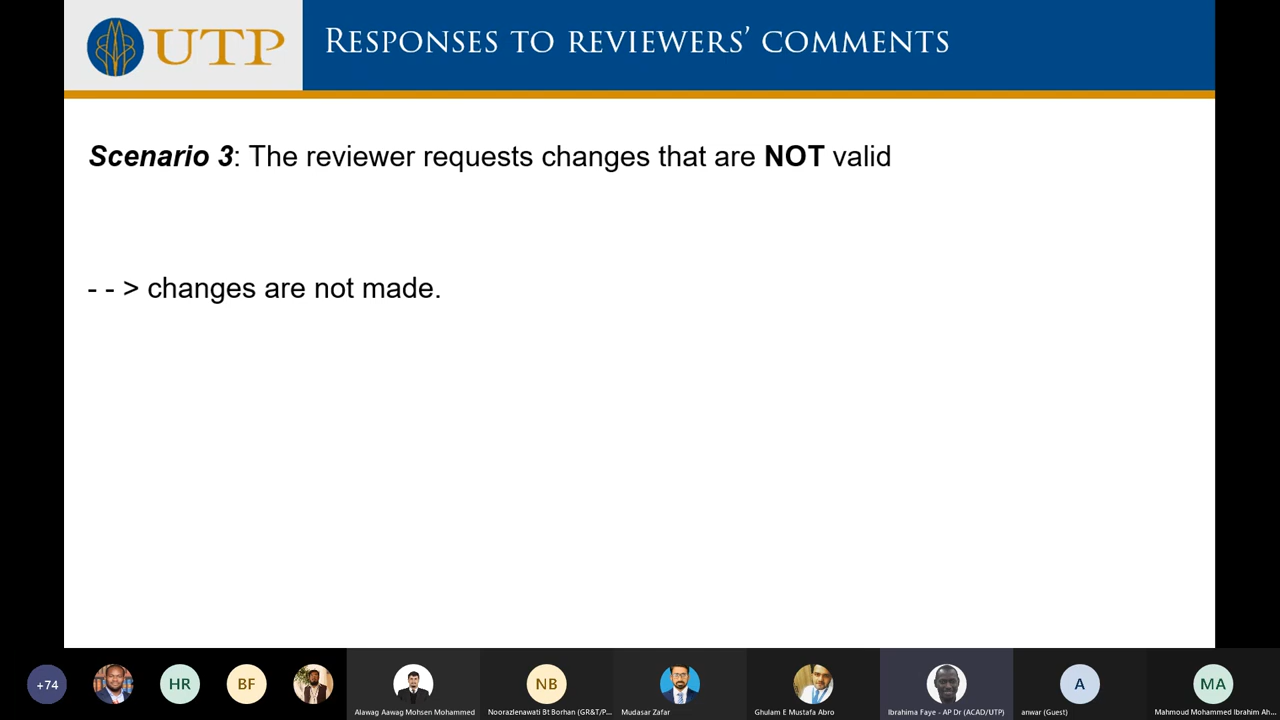 UTP
RESPONSES TO REVIEWERS’ COMMENTS
Scenario 3: The reviewer requests changes that are NOT valid
- - > changes are not made.
+74
HR
BF
NB
A
MA
Alawag Aawag Mohsen Mohammed
Noorazlenawati Bt Borhan (GR&T/P...
Mudasar Zafar
Ghulam E Mustafa Abro
Ibrahima Faye - AP Dr (ACAD/UTP)
anwar (Guest)
Mahmoud Mohammed Ibrahim Ah...